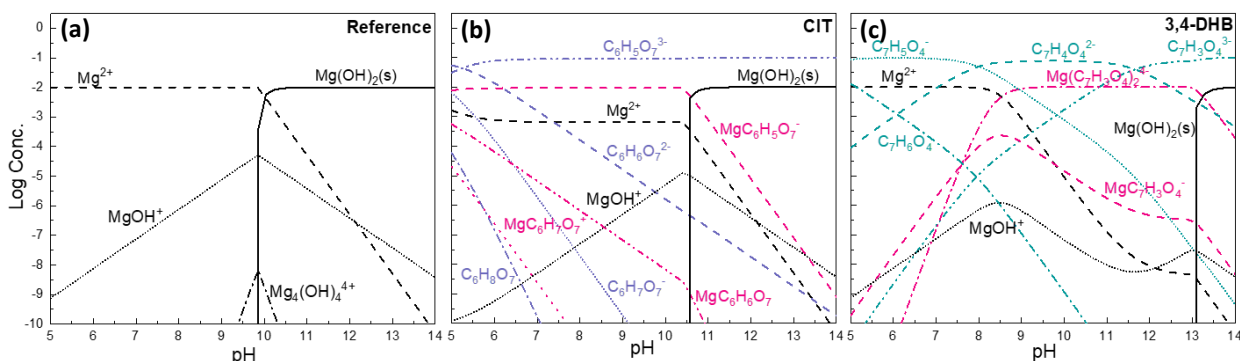 (a) Reference
Mg²⁺
Mg(OH)₂(s)
MgOH⁺
Mg₄(OH)₄⁴⁺
Log Conc.
0
-1
-2
-3
-4
-5
-6
-7
-8
-9
-10
5 6 7 8 9 10 11 12 13 14
pH
(b) CIT
C₆H₅O₇³⁻
Mg(OH)₂(s)
Mg²⁺
MgC₆H₅O₇⁻
C₆H₆O₇²⁻
MgOH⁺
MgC₆H₇O₇⁺
C₆H₈O₇
C₆H₇O₇⁻
MgC₆H₆O₇
5 6 7 8 9 10 11 12 13 14
pH
(c) 3,4-DHB
C₇H₅O₄⁻
C₇H₄O₄²⁻
C₇H₃O₄³⁻
Mg²⁺
Mg(C₇H₃O₄)₂⁴⁻
Mg(OH)₂(s)
C₇H₆O₄
MgC₇H₃O₄⁻
MgOH⁺
5 6 7 8 9 10 11 12 13 14
pH